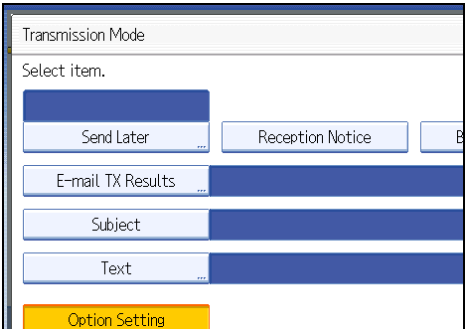 Transmission Mode
Select item.
Send Later ...
Reception Notice
E-mail TX Results ...
Subject
Text ...
Option Setting